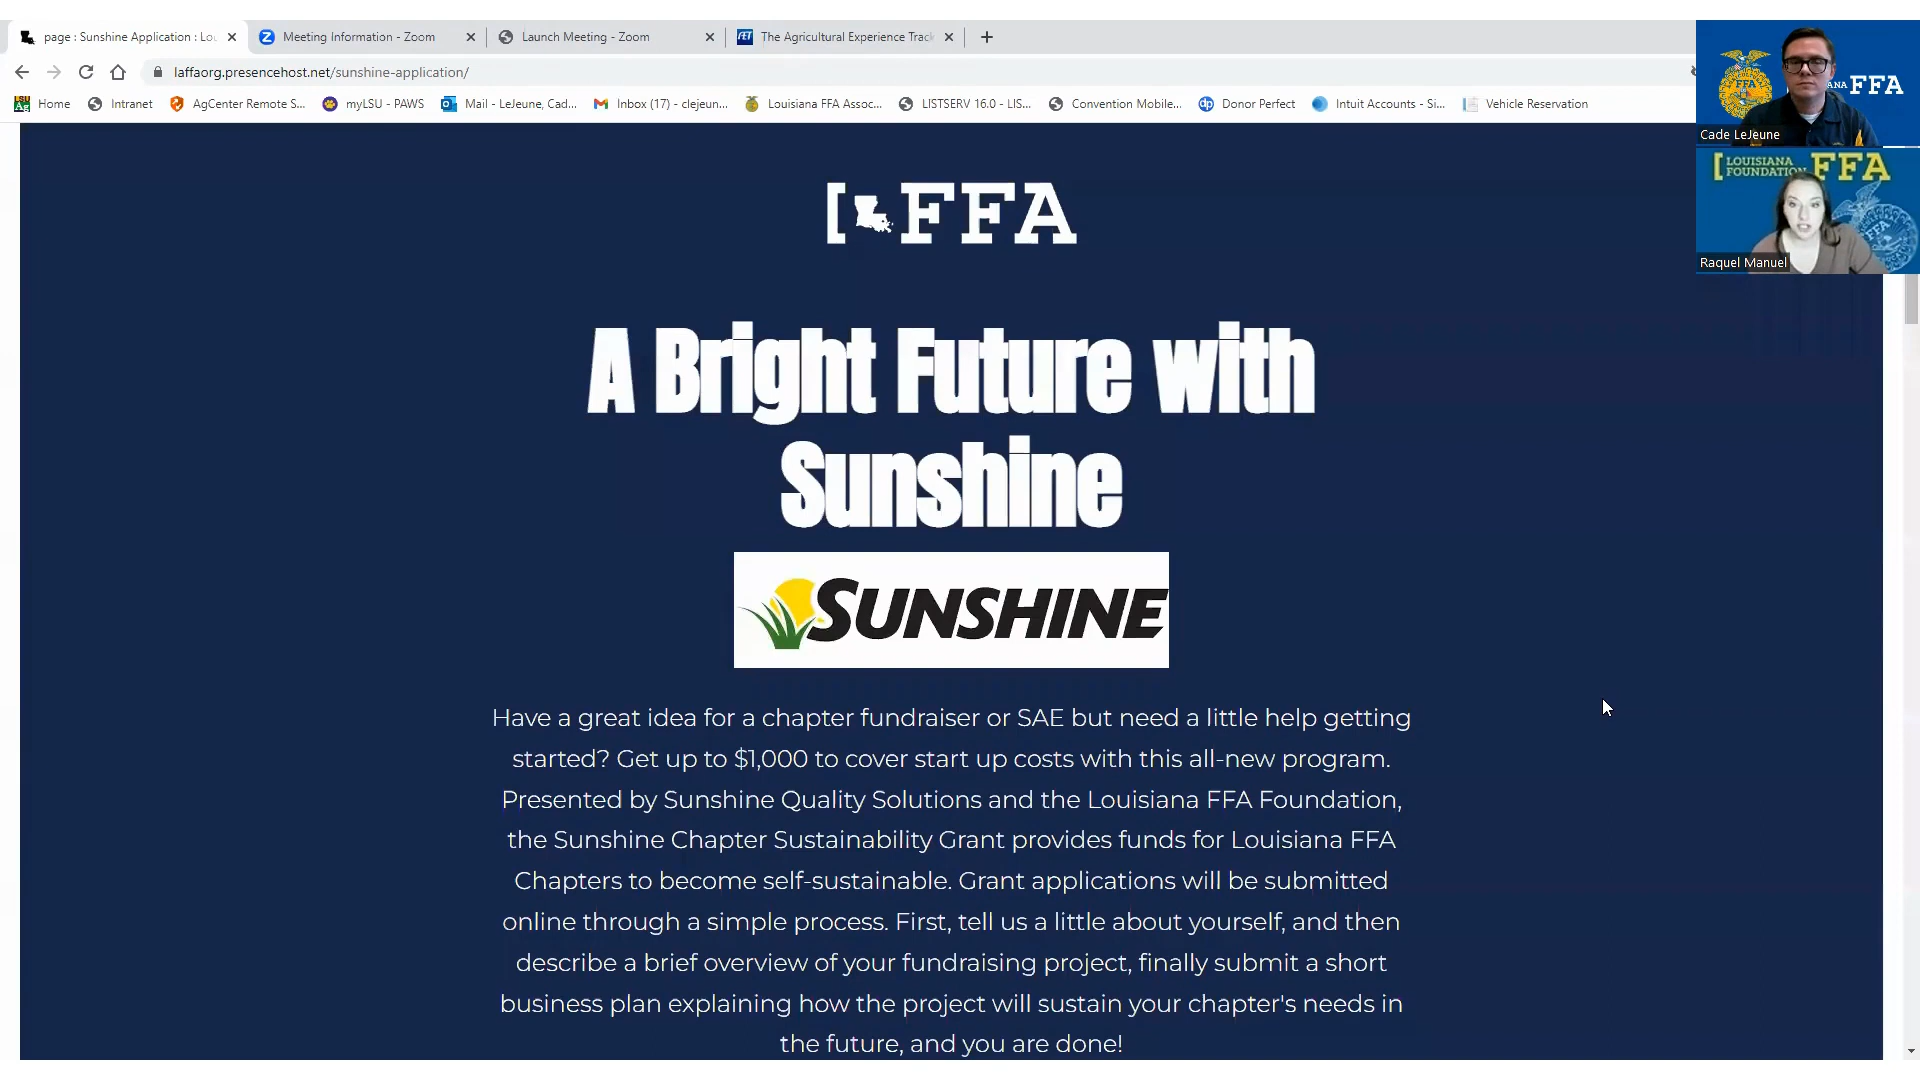 page : Sunshine Application : Lou
Meeting Information - Zoom
Launch Meeting - Zoom
The Agricultural Experience Track
laffaorg.presencehost.net/sunshine-application/
Home
Intranet
AgCenter Remote S...
myLSU - PAWS
Mail - LeJeune, Cad...
Inbox (17) - clejeun...
Louisiana FFA Assoc...
LISTSERV 16.0 - LIS...
Convention Mobile...
Donor Perfect
Intuit Accounts - Si...
Vehicle Reservation
FFA
ANA FFA
Cade LeJeune
[ LOUISIANA
FOUNDATION FFA
FFA
Raquel Manuel
[ FFA
A Bright Future with
Sunshine
SUNSHINE
Have a great idea for a chapter fundraiser or SAE but need a little help getting
started? Get up to $1,000 to cover start up costs with this all-new program.
Presented by Sunshine Quality Solutions and the Louisiana FFA Foundation,
the Sunshine Chapter Sustainability Grant provides funds for Louisiana FFA
Chapters to become self-sustainable. Grant applications will be submitted
online through a simple process. First, tell us a little about yourself, and then
describe a brief overview of your fundraising project, finally submit a short
business plan explaining how the project will sustain your chapter's needs in
the future, and you are done!